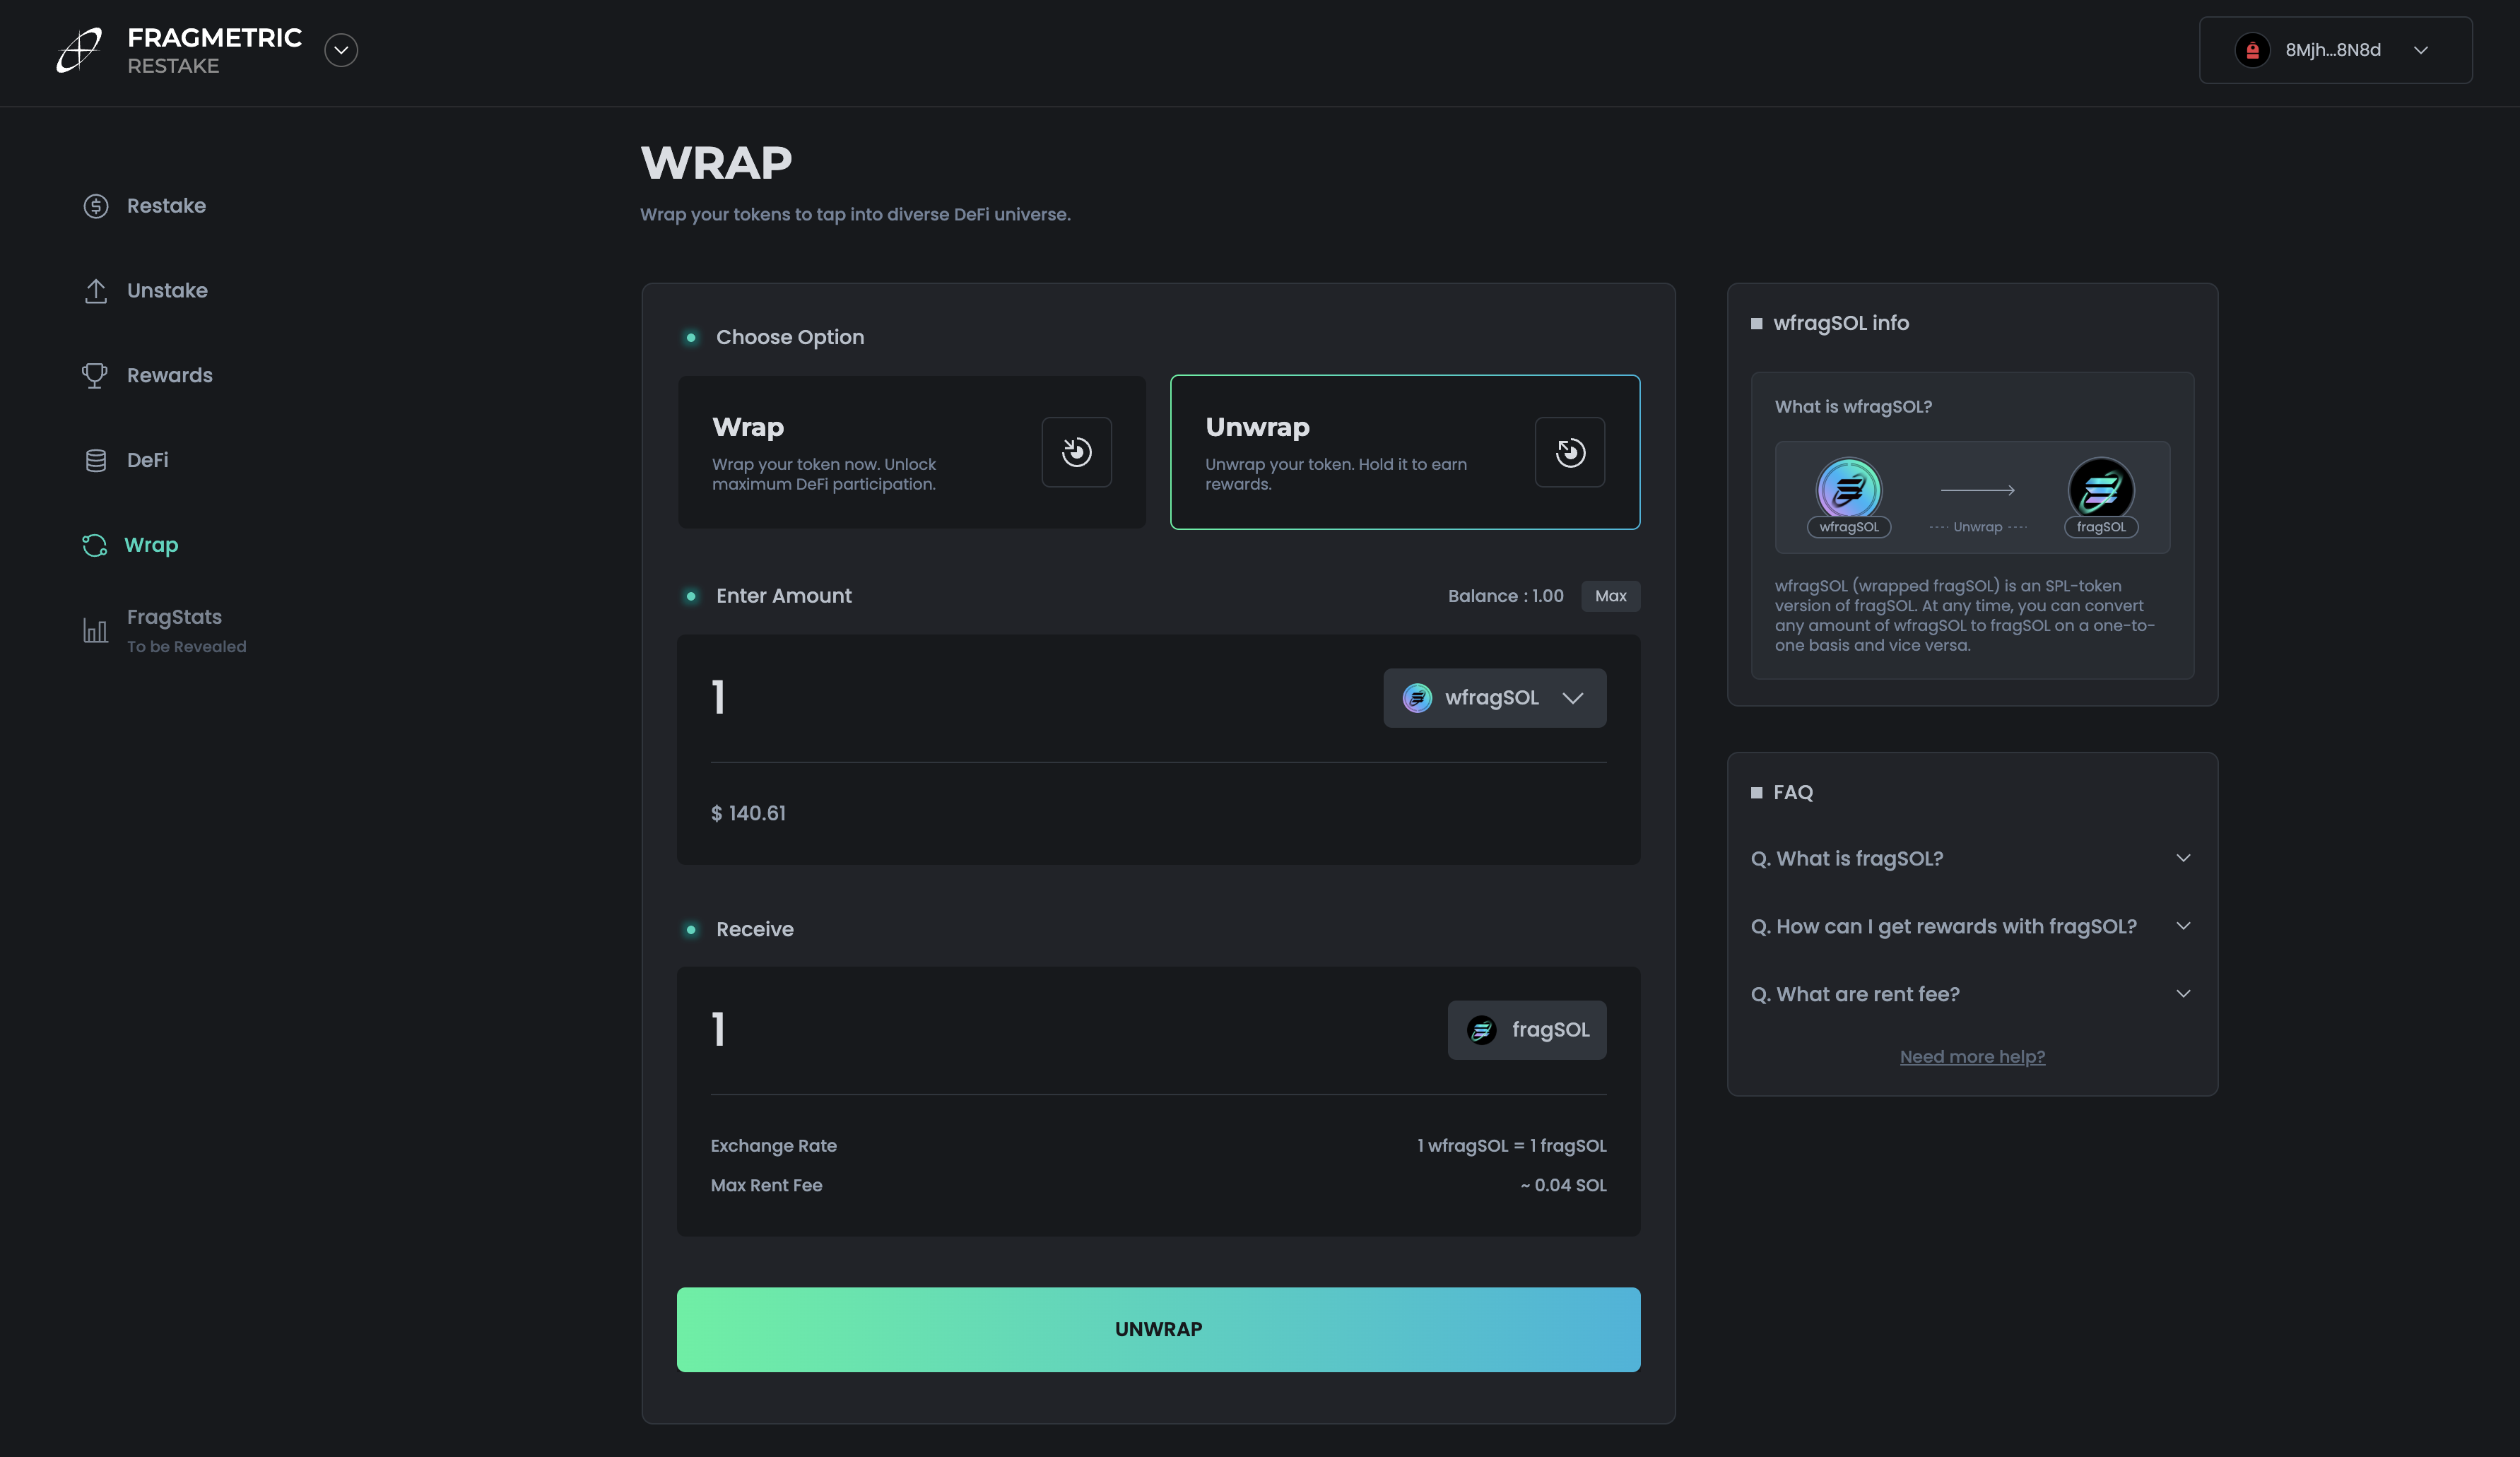 FRAGMETRIC
RESTAKE
8Mjh...8N8d
Restake
Unstake
Rewards
DeFi
Wrap
FragStats
To be Revealed
WRAP
Wrap your tokens to tap into diverse DeFi universe.
Choose Option
Wrap
Wrap your token now. Unlock
maximum DeFi participation.
Unwrap
Unwrap your token. Hold it to earn
rewards.
Enter Amount
Balance : 1.00
Max
1
wfragSOL
$ 140.61
Receive
1
fragSOL
Exchange Rate
1 wfragSOL = 1 fragSOL
Max Rent Fee
~ 0.04 SOL
UNWRAP
wfragSOL info
What is wfragSOL?
wfragSOL
Unwrap
fragSOL
wfragSOL (wrapped fragSOL) is an SPL-token
version of fragSOL. At any time, you can convert
any amount of wfragSOL to fragSOL on a one-to-
one basis and vice versa.
FAQ
Q. What is fragSOL?
Q. How can I get rewards with fragSOL?
Q. What are rent fee?
Need more help?